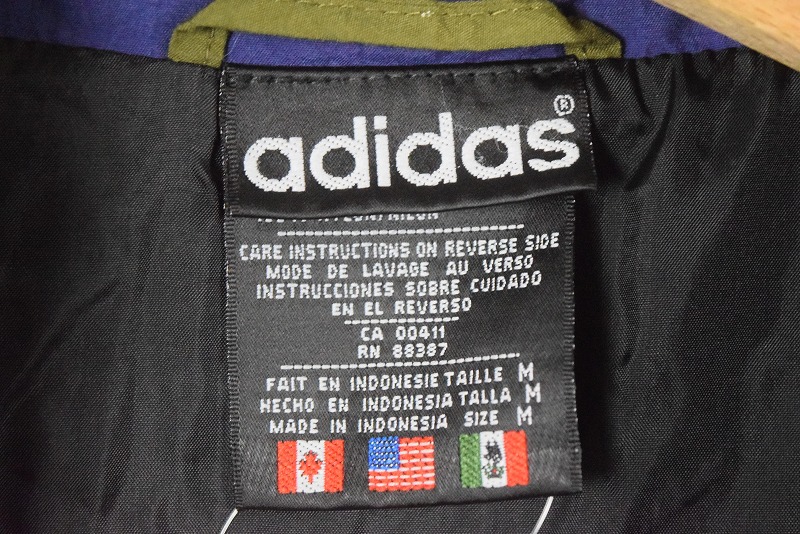 adidas®
CARE INSTRUCTIONS ON REVERSE SIDE
MODE DE LAVAGE AU VERSO
INSTRUCCIONES SOBRE CUIDADO
EN EL REVERSO
CA 00411
RN 88387
FAIT EN INDONESIE TAILLE M
HECHO EN INDONESIA TALLA M
MADE IN INDONESIA SIZE M